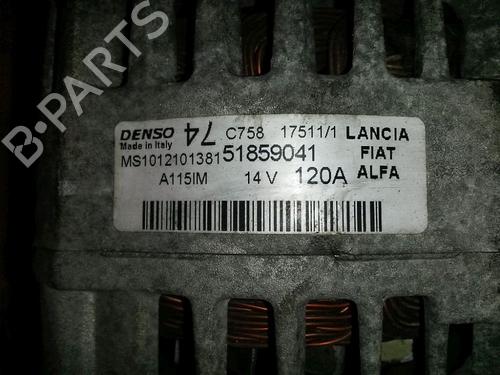 DENSO 74 C758 17511/1 LANCIA
Made in Italy FIAT
MS1012101381 51859041 ALFA
A115IM 14 V 120A
B-PARTS